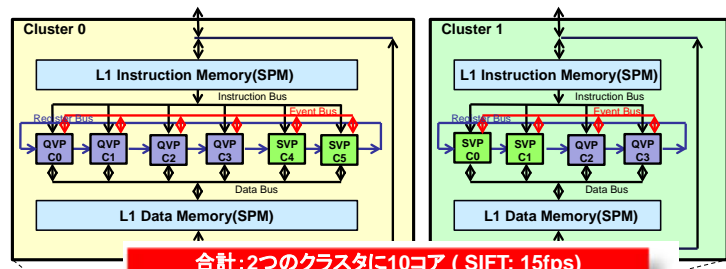 Cluster 0
L1 Instruction Memory(SPM)
Instruction Bus
Event Bus
Register Bus
QVP C0
QVP C1
QVP C2
QVP C3
SVP C4
SVP C5
Data Bus
L1 Data Memory(SPM)
Cluster 1
L1 Instruction Memory(SPM)
Instruction Bus
Event Bus
Register Bus
SVP C0
SVP C1
QVP C2
QVP C3
Data Bus
L1 Data Memory(SPM)
合計:2つのクラスタに10コア ( SIFT: 15fps)